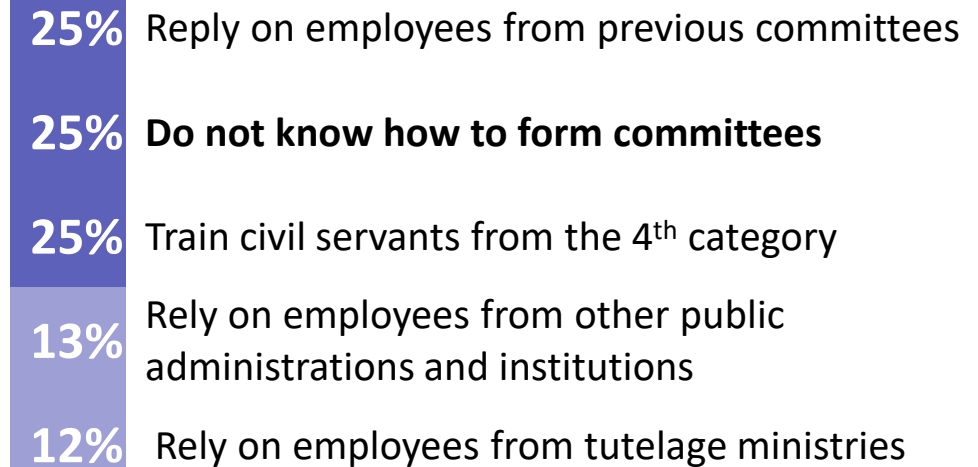 25% Reply on employees from previous committees
25% Do not know how to form committees
25% Train civil servants from the 4th category
13% Rely on employees from other public
administrations and institutions
12% Rely on employees from tutelage ministries